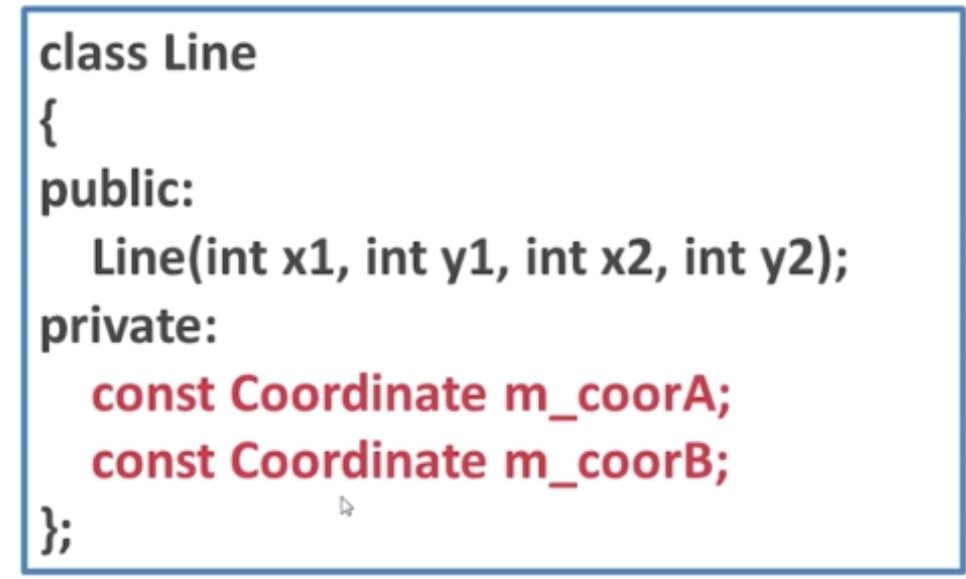 class Line
{
public:
Line(int x1, int y1, int x2, int y2);
private:
const Coordinate m_coorA;
const Coordinate m_coorB;
};